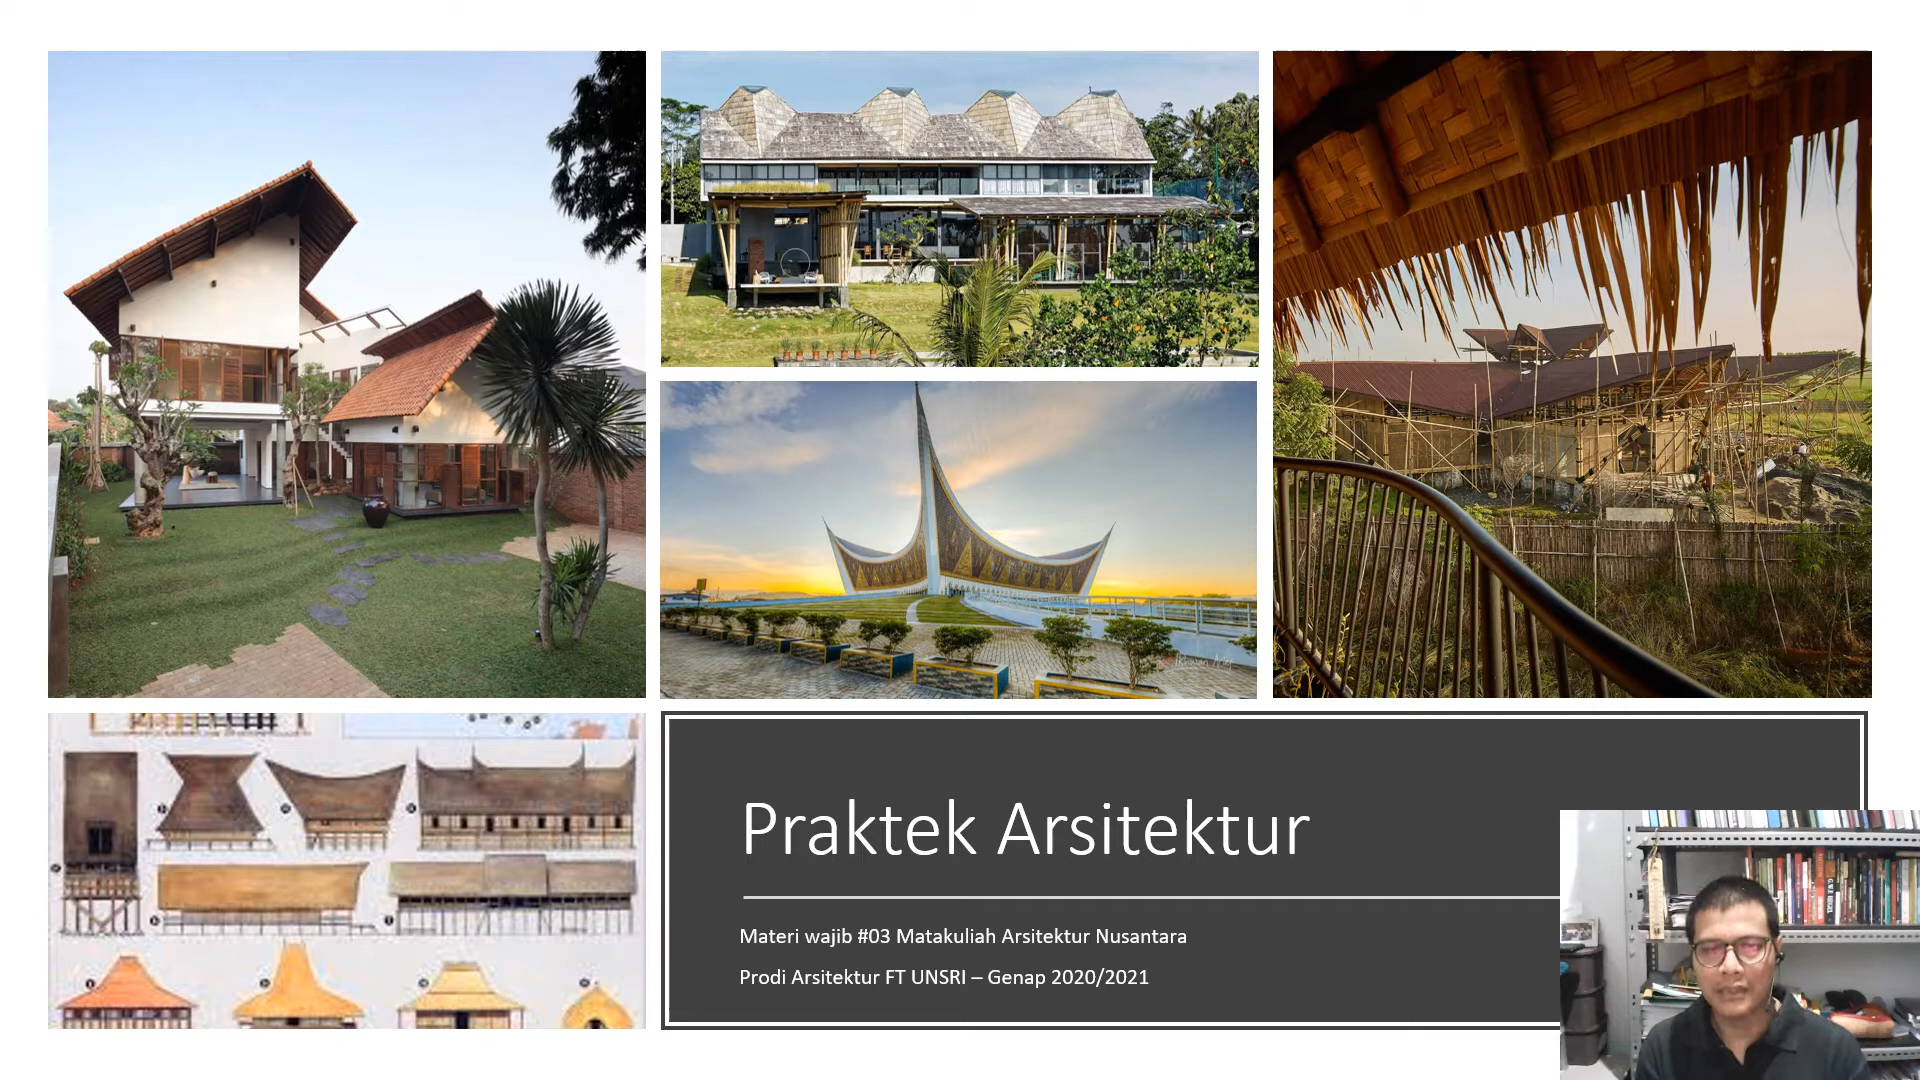 Praktek Arsitektur
Materi wajib #03 Matakuliah Arsitektur Nusantara
Prodi Arsitektur FT UNSRI – Genap 2020/2021